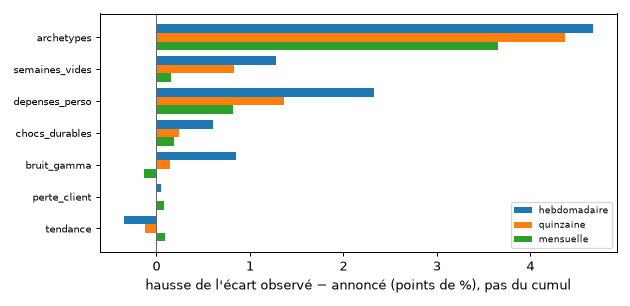 archetypes
semaines_vides
depenses_perso
chocs_durables
bruit_gamma
perte_client
tendance
hebdomadaire
quinzaine
mensuelle
0 1 2 3 4
hausse de l'écart observé − annoncé (points de %), pas du cumul